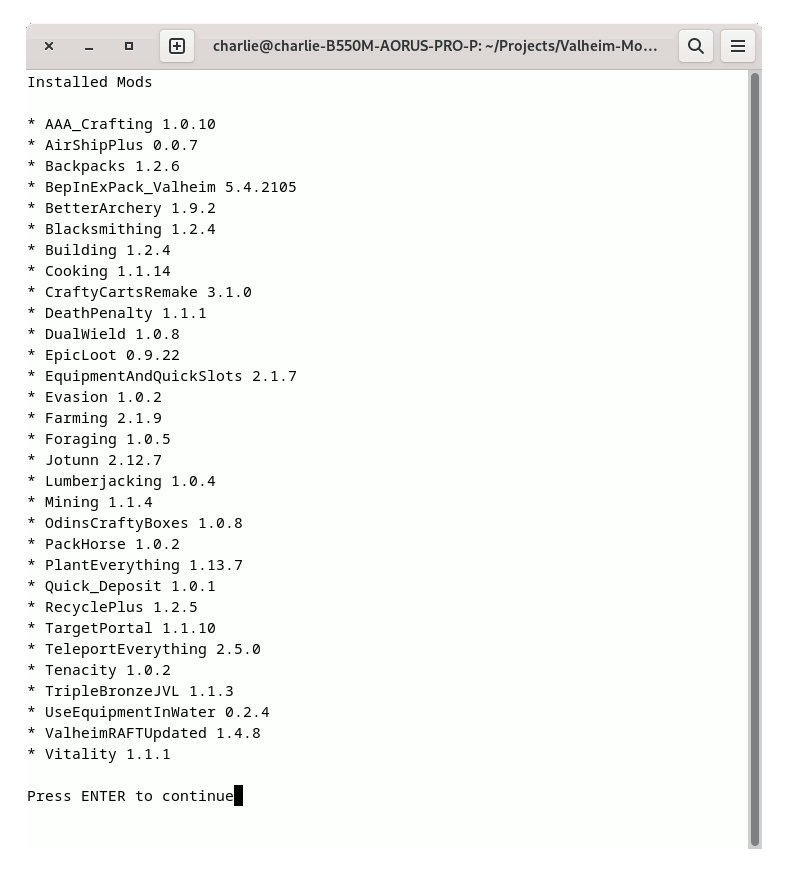 charlie@charlie-B550M-AORUS-PRO-P: ~/Projects/Valheim-Mo...
Installed Mods
* AAA_Crafting 1.0.10
* AirShipPlus 0.0.7
* Backpacks 1.2.6
* BepInExPack_Valheim 5.4.2105
* BetterArchery 1.9.2
* Blacksmithing 1.2.4
* Building 1.2.4
* Cooking 1.1.14
* CraftyCartsRemake 3.1.0
* DeathPenalty 1.1.1
* DualWield 1.0.8
* EpicLoot 0.9.22
* EquipmentAndQuickSlots 2.1.7
* Evasion 1.0.2
* Farming 2.1.9
* Foraging 1.0.5
* Jotunn 2.12.7
* Lumberjacking 1.0.4
* Mining 1.1.4
* OdinsCraftyBoxes 1.0.8
* PackHorse 1.0.2
* PlantEverything 1.13.7
* Quick_Deposit 1.0.1
* RecyclePlus 1.2.5
* TargetPortal 1.1.10
* TeleportEverything 2.5.0
* Tenacity 1.0.2
* TripleBronzeJVL 1.1.3
* UseEquipmentInWater 0.2.4
* ValheimRAFTUpdated 1.4.8
* Vitality 1.1.1
Press ENTER to continue